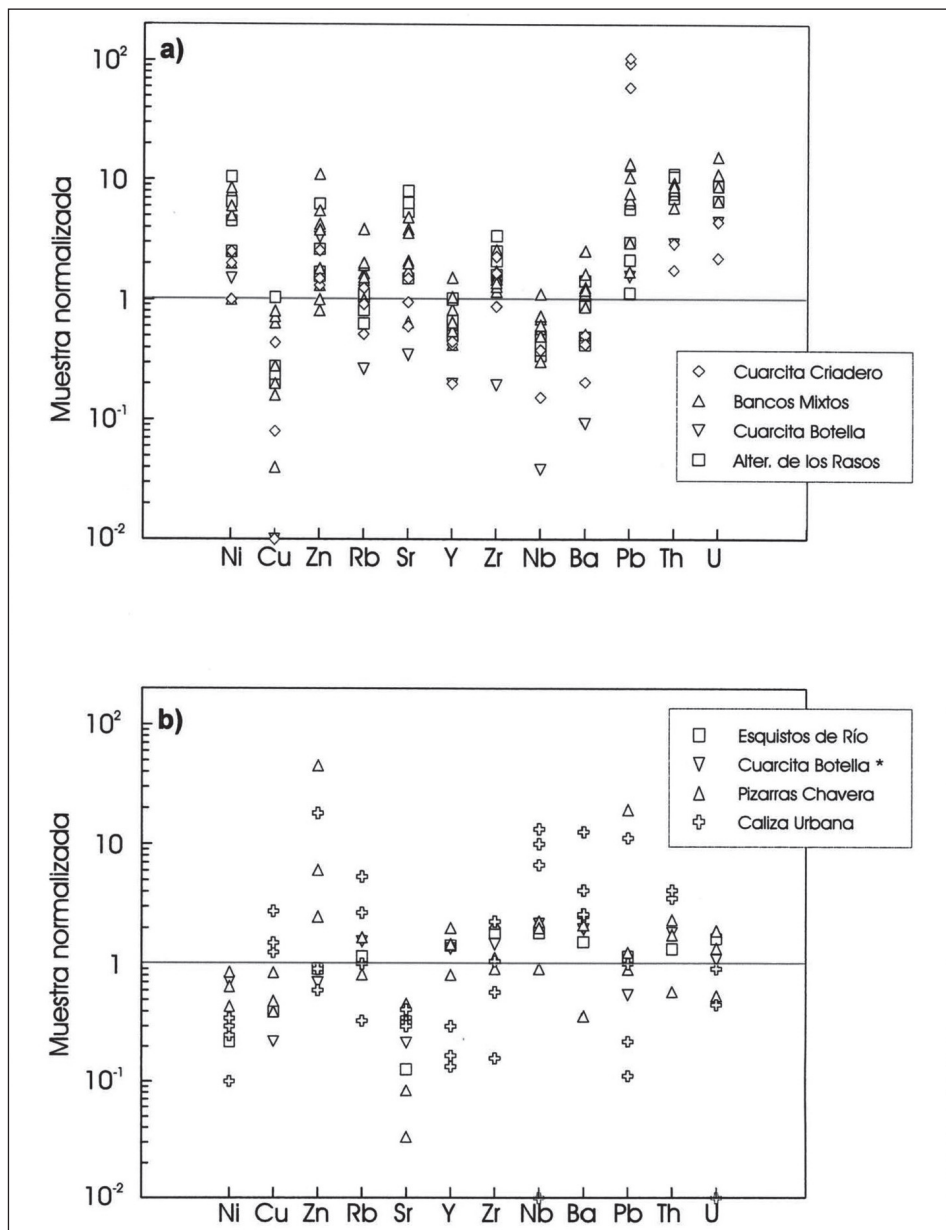 a)
Muestra normalizada
10²
10
1
10⁻¹
10⁻²
Ni Cu Zn Rb Sr Y Zr Nb Ba Pb Th U
Cuarcita Criadero
Bancos Mixtos
Cuarcita Botella
Alter. de los Rasos
b)
Muestra normalizada
10²
10
1
10⁻¹
10⁻²
Ni Cu Zn Rb Sr Y Zr Nb Ba Pb Th U
Esquistos de Río
Cuarcita Botella *
Pizarras Chavera
Caliza Urbana